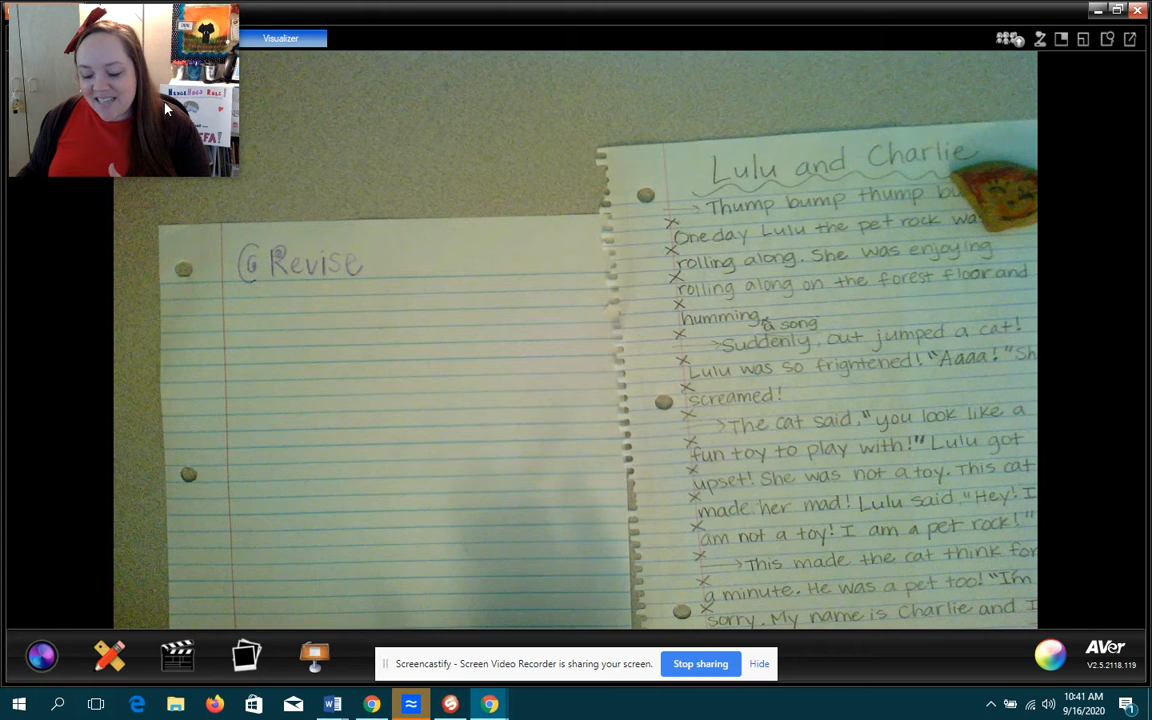 Visualizer
HedgeHogs Rule!
Revise
Lulu and Charlie
Thump bump thump
One day Lulu the pet rock was
rolling along. She was enjoying
rolling along on the forest floor and
humming a song
Suddenly, out jumped a cat!
Lulu was so frightened! "Aaaa!" Sh
screamed!
The cat said, "you look like a
fun toy to play with!" Lulu got
upset! She was not a toy. This cat
made her mad! Lulu said, "Hey! I
am not a toy! I am a pet rock!"
This made the cat think for
a minute. He was a pet too! "I'm
sorry. My name is Charlie and I
Screencastify - Screen Video Recorder is sharing your screen.
Stop sharing
Hide
AVer
V2.5.2118.119
10:41 AM
9/16/2020